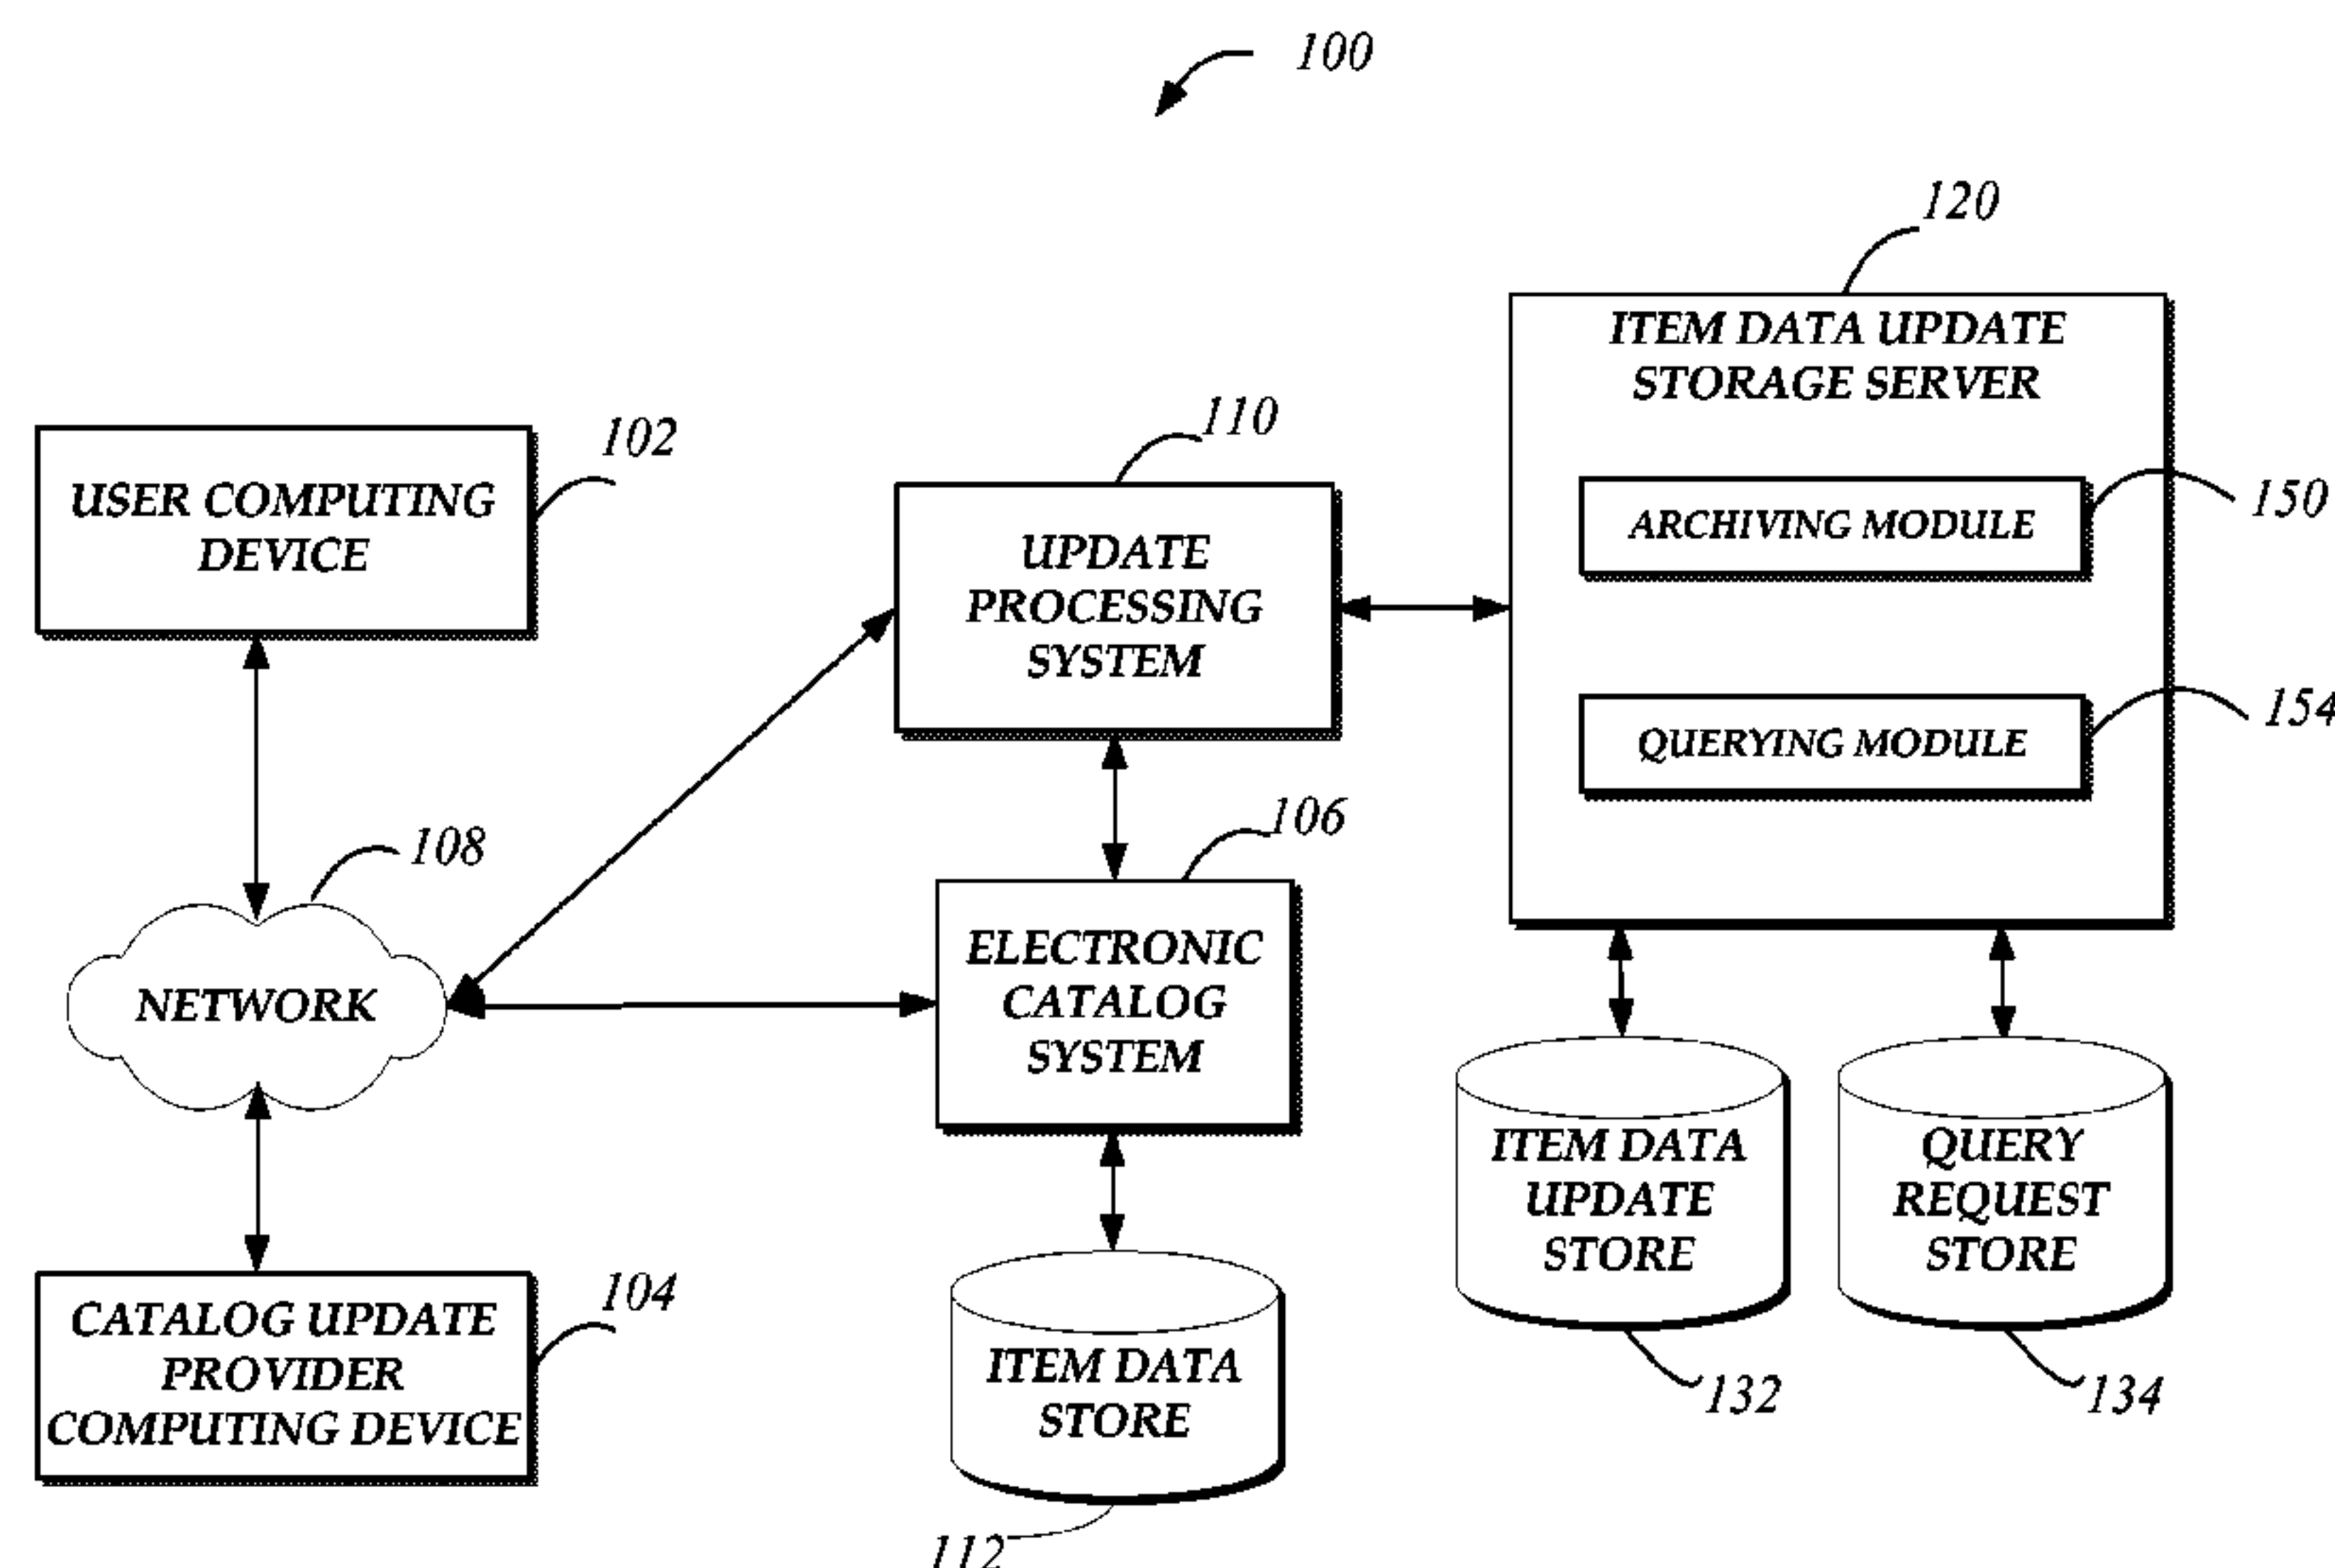 100
120
ITEM DATA UPDATE
STORAGE SERVER
110
102
USER COMPUTING
DEVICE
150
ARCHIVING MODULE
UPDATE
PROCESSING
SYSTEM
154
QUERYING MODULE
108
106
NETWORK
ELECTRONIC
CATALOG
SYSTEM
ITEM DATA
UPDATE
STORE
QUERY
REQUEST
STORE
104
CATALOG UPDATE
PROVIDER
COMPUTING DEVICE
ITEM DATA
STORE
132
134
112